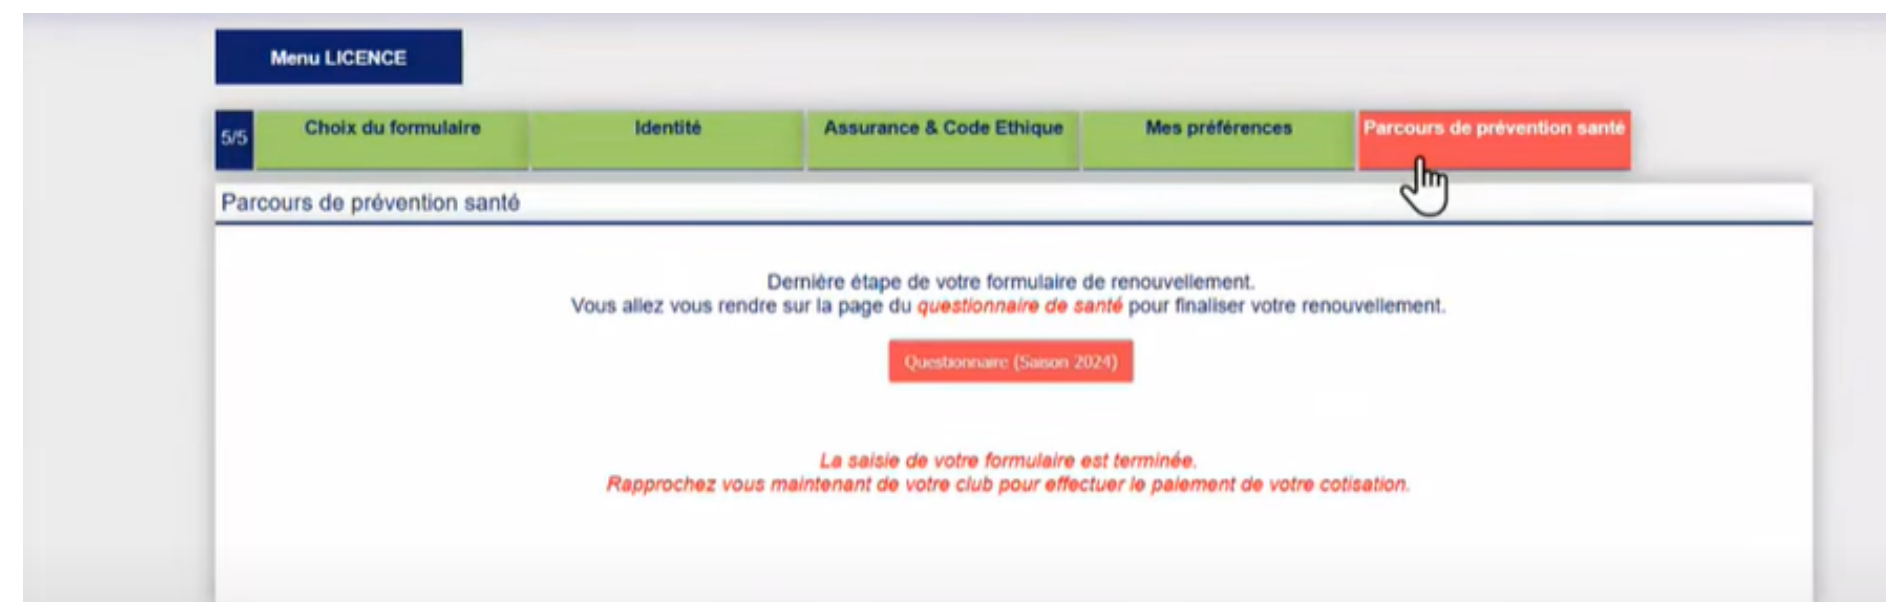 Menu LICENCE
5/5 Choix du formulaire Identité Assurance & Code Ethique Mes préférences Parcours de prévention santé
Parcours de prévention santé
Dernière étape de votre formulaire de renouvellement.
Vous allez vous rendre sur la page du questionnaire de santé pour finaliser votre renouvellement.
Questionnaire (Saison 2024)
La saisie de votre formulaire est terminée.
Rapprochez vous maintenant de votre club pour effectuer le paiement de votre cotisation.